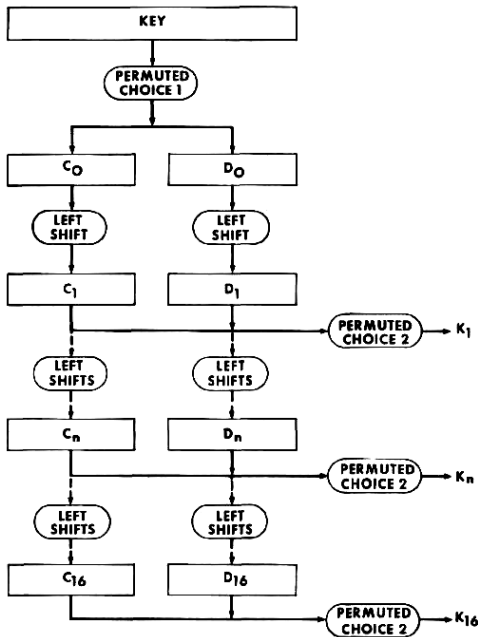 KEY
PERMUTED
CHOICE 1
C0 D0
LEFT
SHIFT
LEFT
SHIFT
C1 D1
PERMUTED
CHOICE 2
K1
LEFT
SHIFTS
LEFT
SHIFTS
Cn Dn
PERMUTED
CHOICE 2
Kn
LEFT
SHIFTS
LEFT
SHIFTS
C16 D16
PERMUTED
CHOICE 2
K16